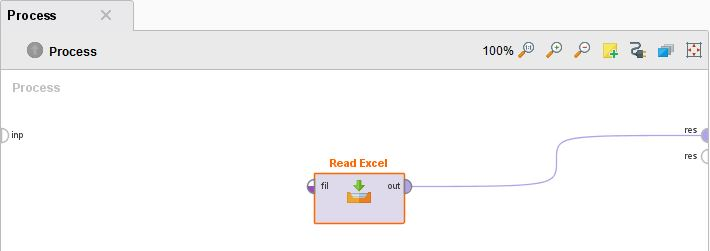 Process
Process
100%
Process
inp
res
res
Read Excel
fil
out